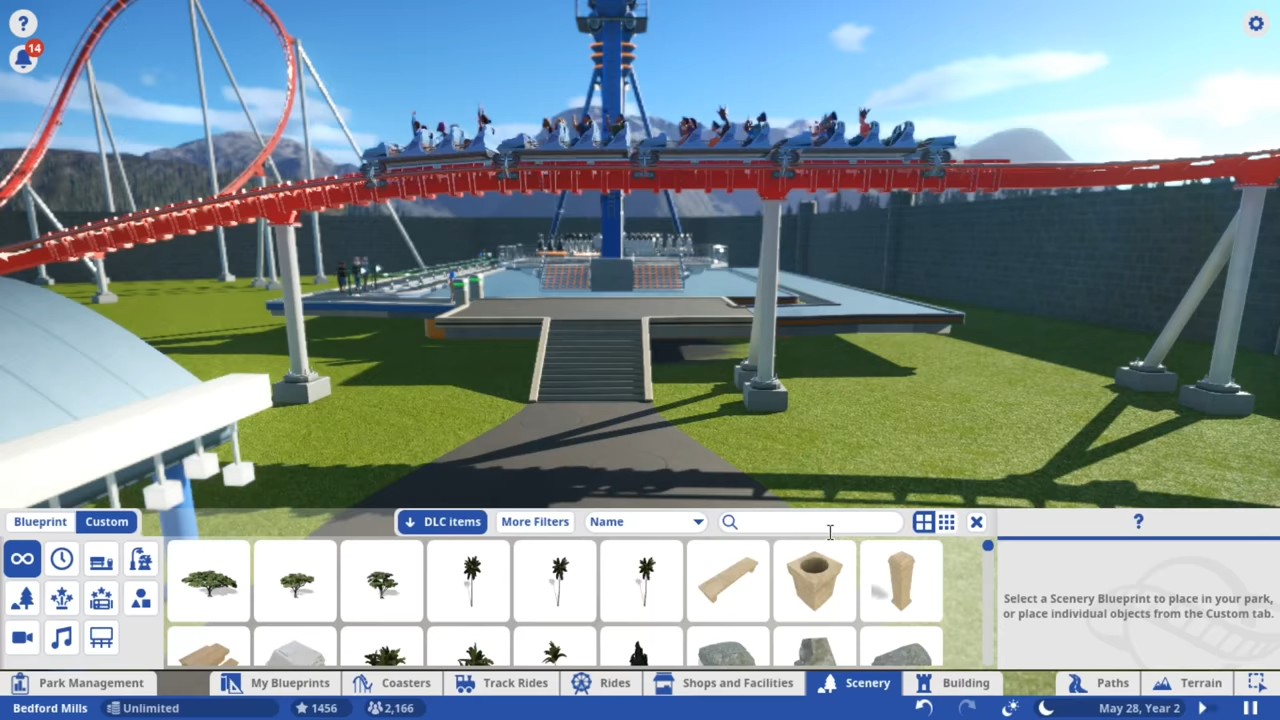 ?
14
Blueprint
Custom
DLC items
More Filters
Name
?
Select a Scenery Blueprint to place in your park,
or place individual objects from the Custom tab.
Park Management
My Blueprints
Coasters
Track Rides
Rides
Shops and Facilities
Scenery
Building
Paths
Terrain
Bedford Mills
Unlimited
1456
2,166
May 28, Year 2